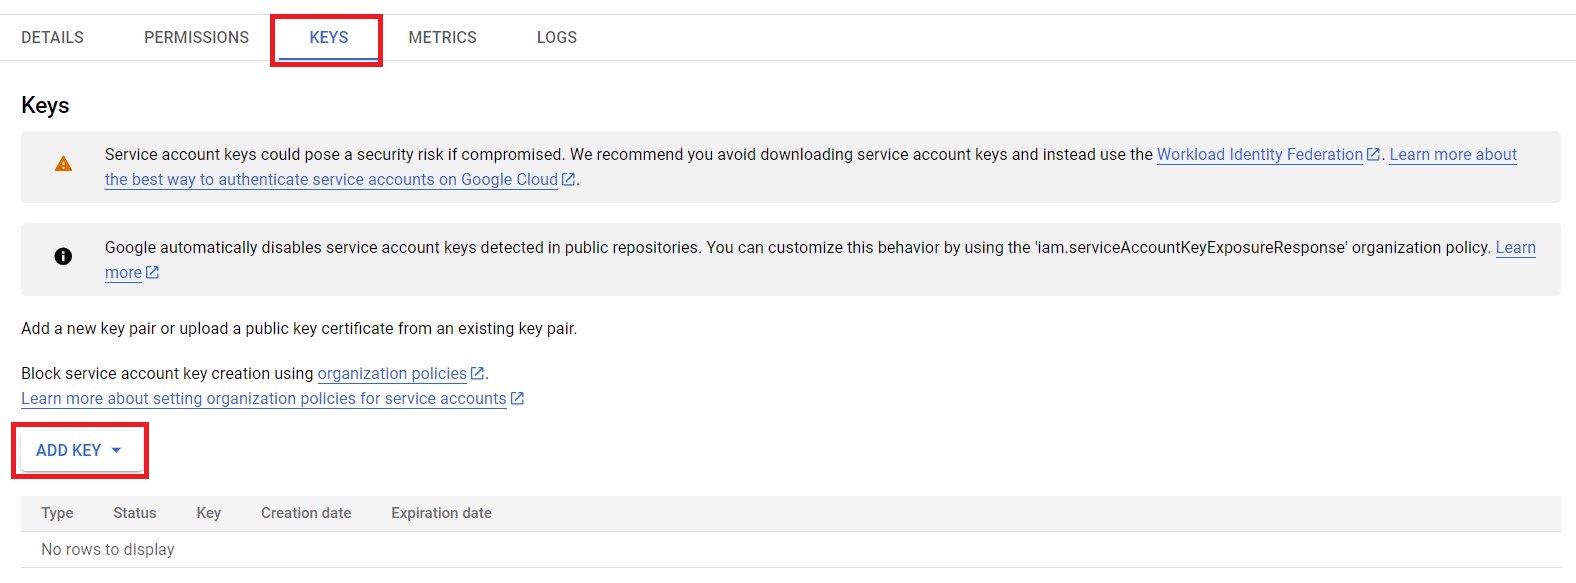 DETAILS PERMISSIONS KEYS METRICS LOGS
Keys
Service account keys could pose a security risk if compromised. We recommend you avoid downloading service account keys and instead use the Workload Identity Federation. Learn more about
the best way to authenticate service accounts on Google Cloud.
Google automatically disables service account keys detected in public repositories. You can customize this behavior by using the 'iam.serviceAccountKeyExposureResponse' organization policy. Learn
more
Add a new key pair or upload a public key certificate from an existing key pair.
Block service account key creation using organization policies.
Learn more about setting organization policies for service accounts
ADD KEY
Type Status Key Creation date Expiration date
No rows to display